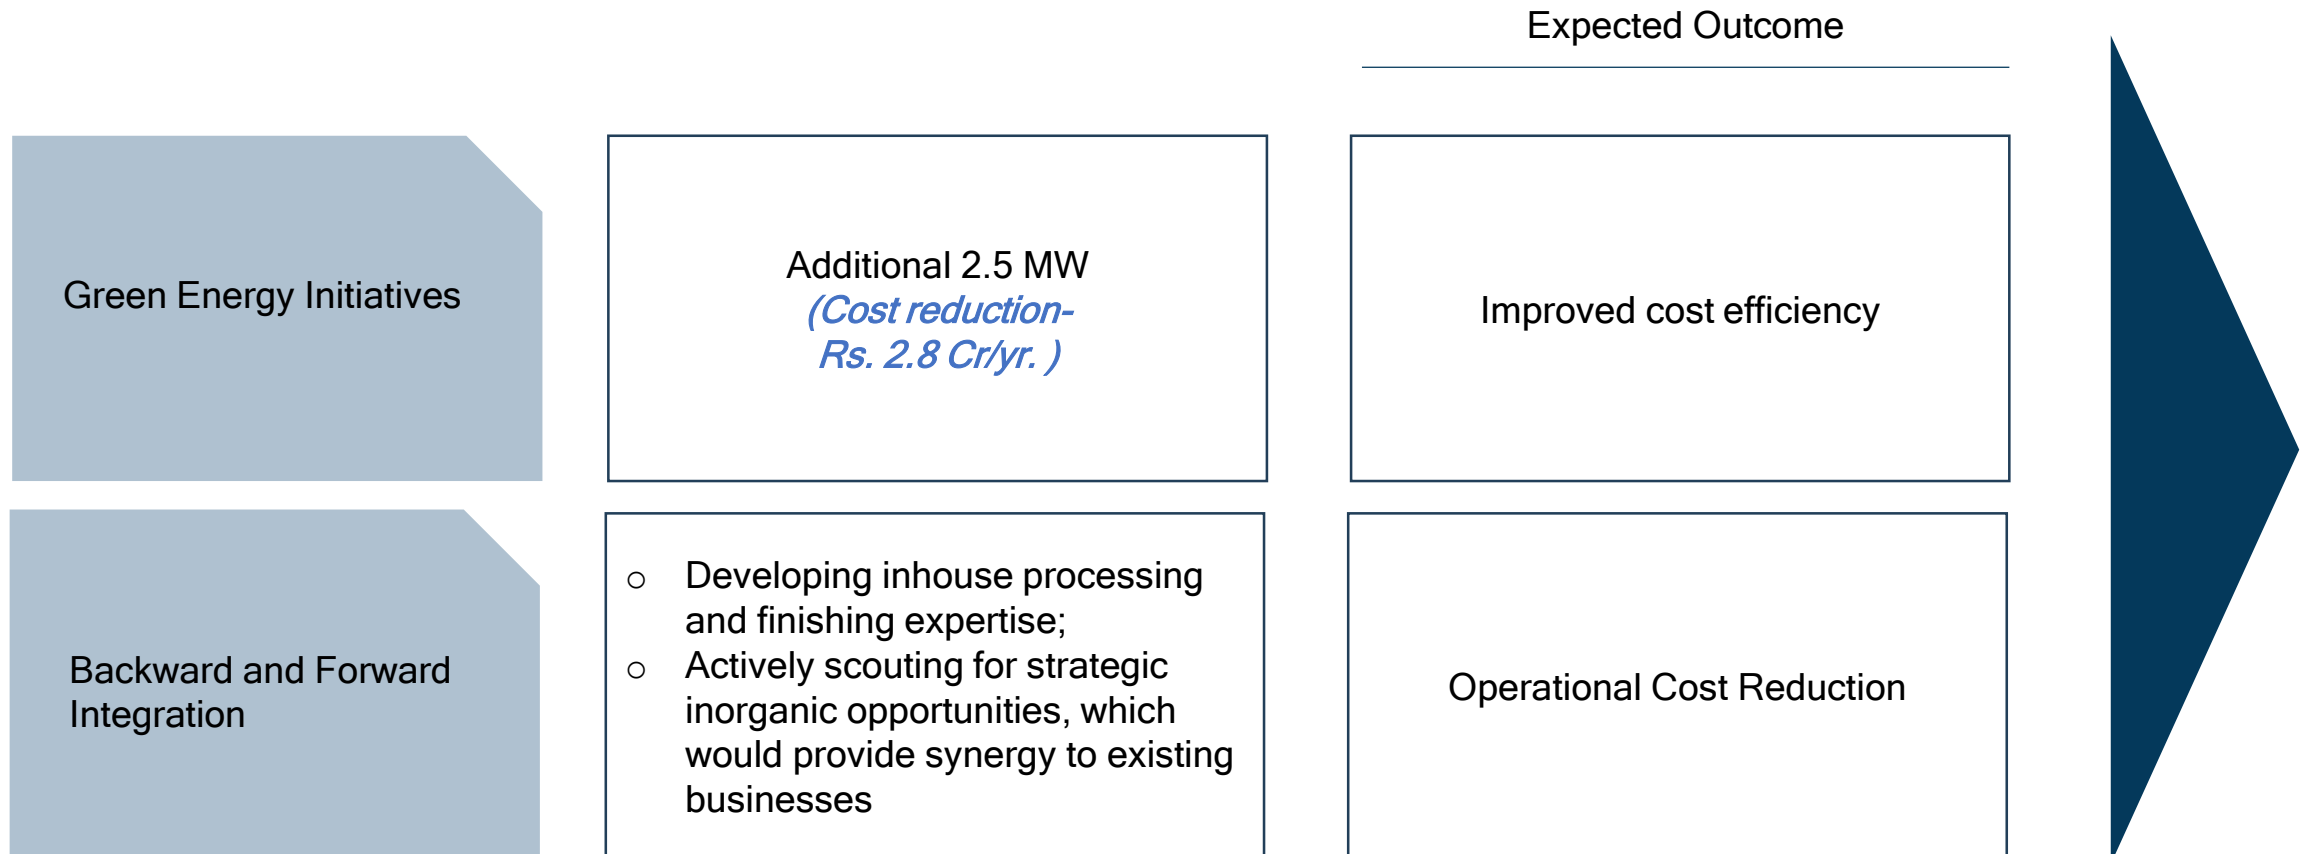 Expected Outcome
Green Energy Initiatives
Additional 2.5 MW
(Cost reduction-
Rs. 2.8 Cr/yr. )
Improved cost efficiency
Backward and Forward
Integration
○ Developing inhouse processing
and finishing expertise;
○ Actively scouting for strategic
inorganic opportunities, which
would provide synergy to existing
businesses
Operational Cost Reduction